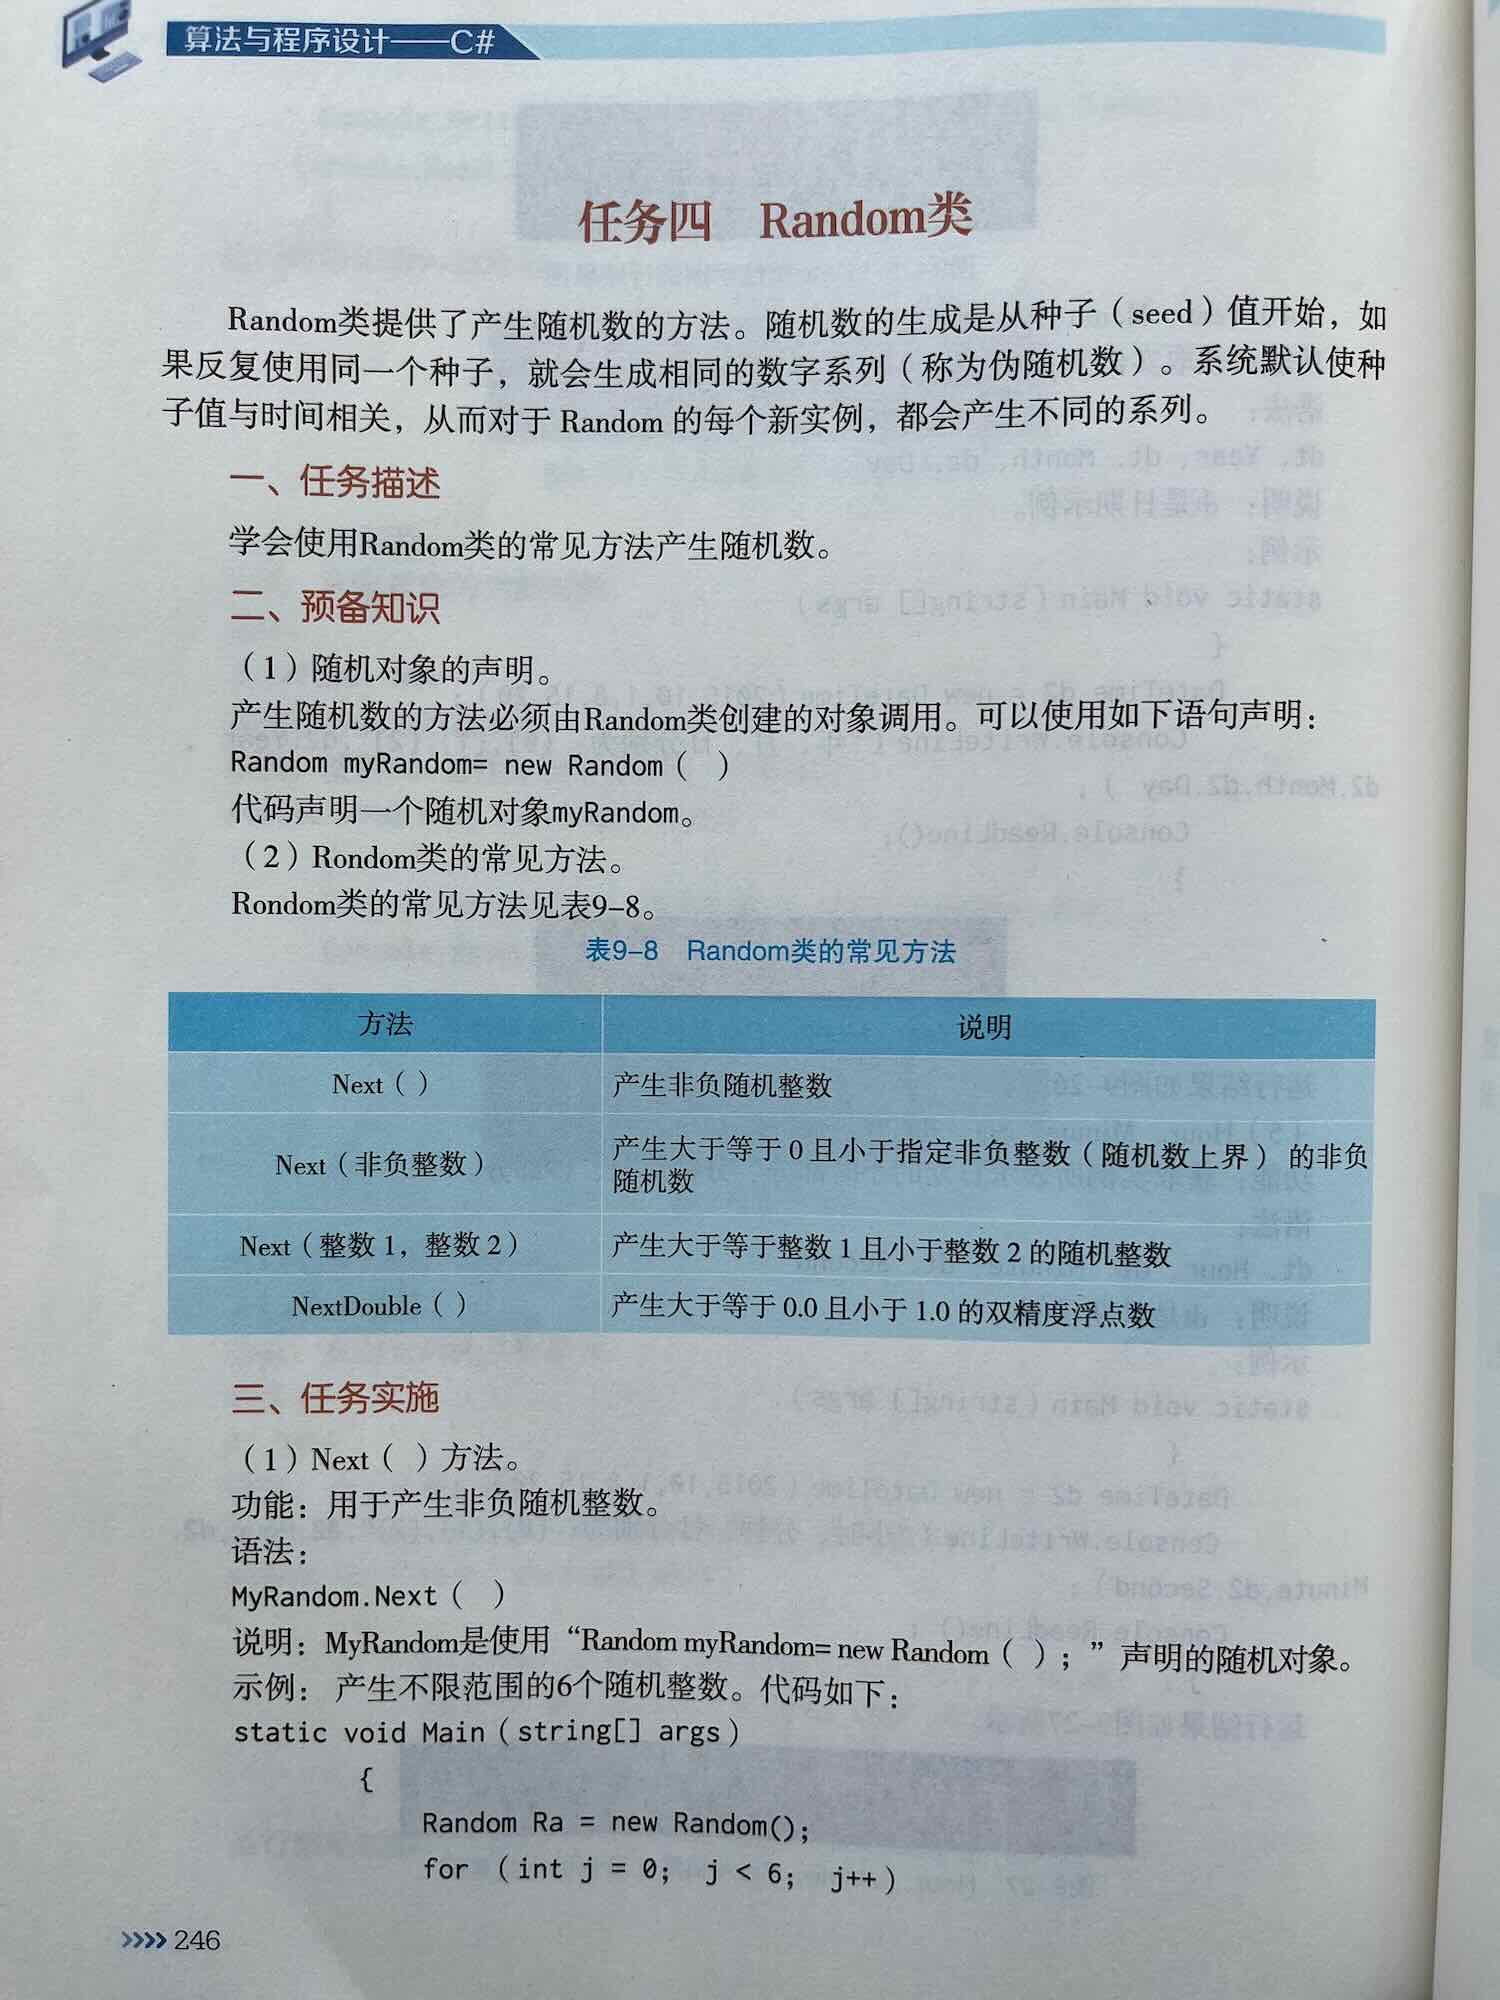 算法与程序设计——C#
任务四 Random类
Random类提供了产生随机数的方法。随机数的生成是从种子（seed）值开始，如
果反复使用同一个种子，就会生成相同的数字系列（称为伪随机数）。系统默认使种
子值与时间相关，从而对于 Random 的每个新实例，都会产生不同的系列。
一、任务描述
学会使用Random类的常见方法产生随机数。
二、预备知识
（1）随机对象的声明。
产生随机数的方法必须由Random类创建的对象调用。可以使用如下语句声明：
Random myRandom= new Random（ ）
代码声明一个随机对象myRandom。
（2）Rondom类的常见方法。
Rondom类的常见方法见表9-8。
表9-8 Random类的常见方法
方法 说明
Next（ ） 产生非负随机整数
Next（非负整数） 产生大于等于 0 且小于指定非负整数（随机数上界）的非负
随机数
Next（整数 1，整数 2） 产生大于等于整数 1 且小于整数 2 的随机整数
NextDouble（ ） 产生大于等于 0.0 且小于 1.0 的双精度浮点数
三、任务实施
（1）Next（ ）方法。
功能：用于产生非负随机整数。
语法：
MyRandom.Next（ ）
说明：MyRandom是使用“Random myRandom= new Random（ ）；”声明的随机对象。
示例： 产生不限范围的6个随机整数。代码如下：
static void Main（string[] args）
{
Random Ra = new Random();
for （int j = 0； j < 6； j++）
>>>> 246